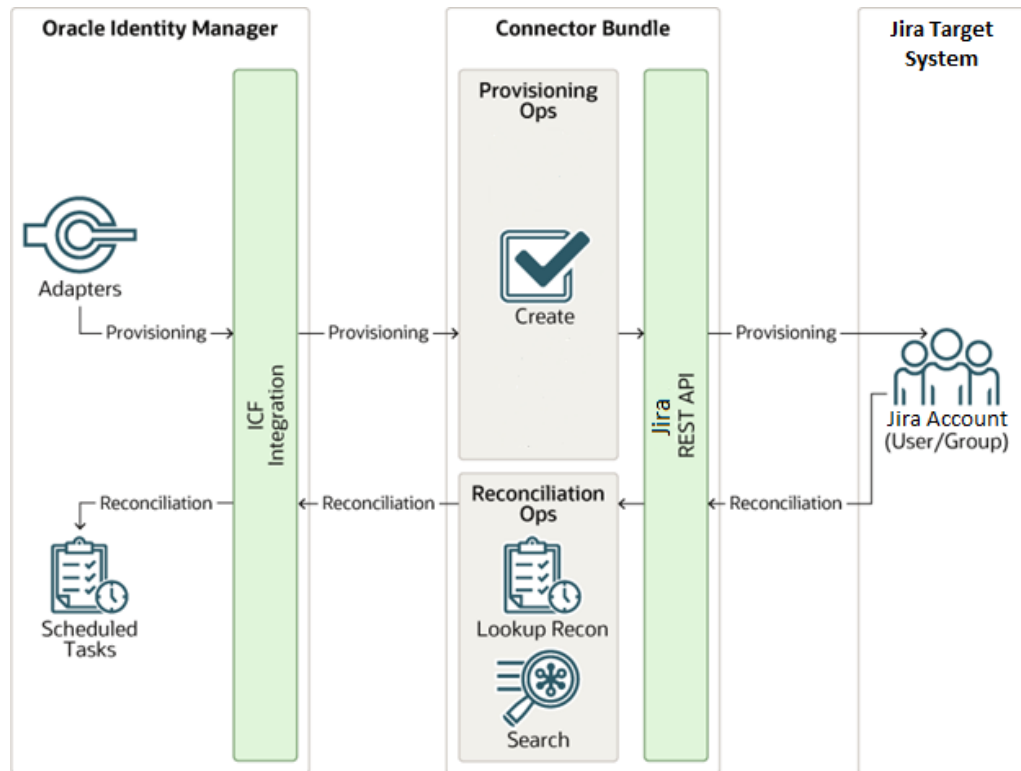 Oracle Identity Manager
Connector Bundle
Jira Target
System
Provisioning
Ops
Adapters
Create
Provisioning
Provisioning
Provisioning
ICF
Integration
Jira
REST API
Jira Account
(User/Group)
Reconciliation
Ops
Reconciliation
Reconciliation
Reconciliation
Scheduled
Tasks
Lookup Recon
Search